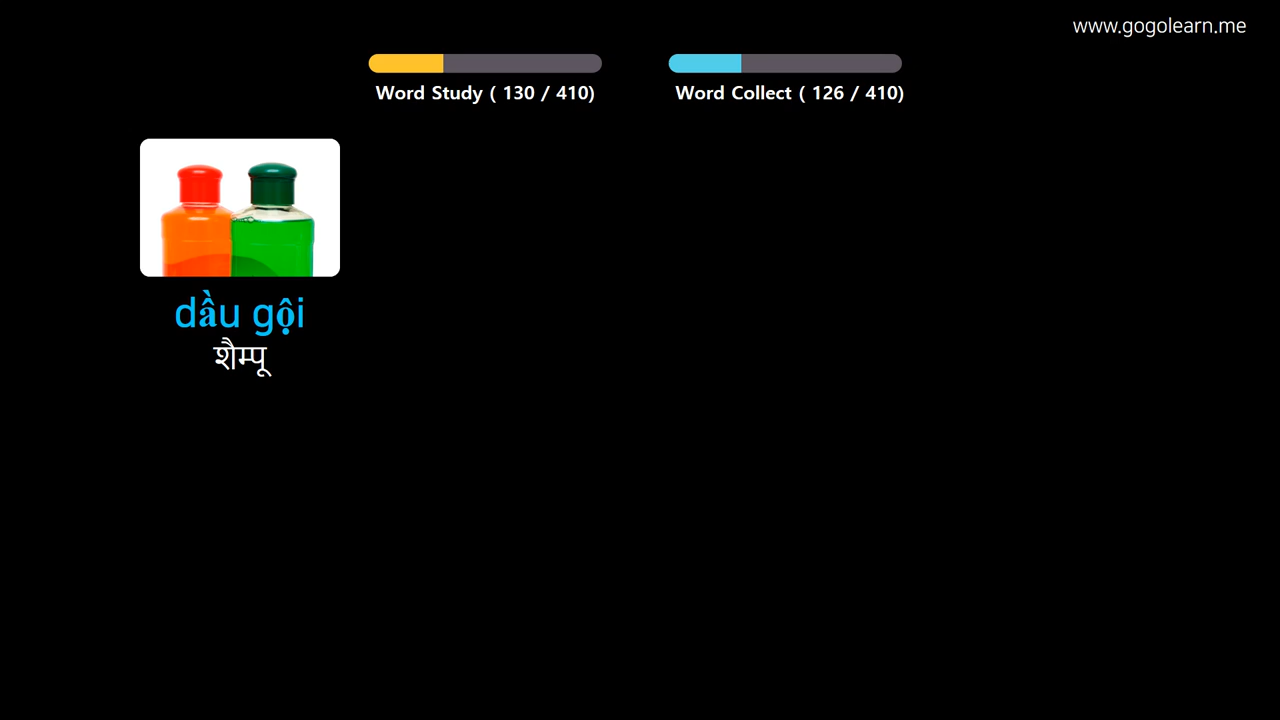 www.gogolearn.me
Word Study ( 130 / 410)
Word Collect ( 126 / 410)
dầu gội
शैम्पू